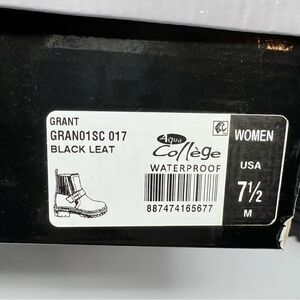 GRANT
GRAN01SC 017
BLACK LEAT
Aqua
College
WATERPROOF
887474165677
WOMEN
USA
7½
M